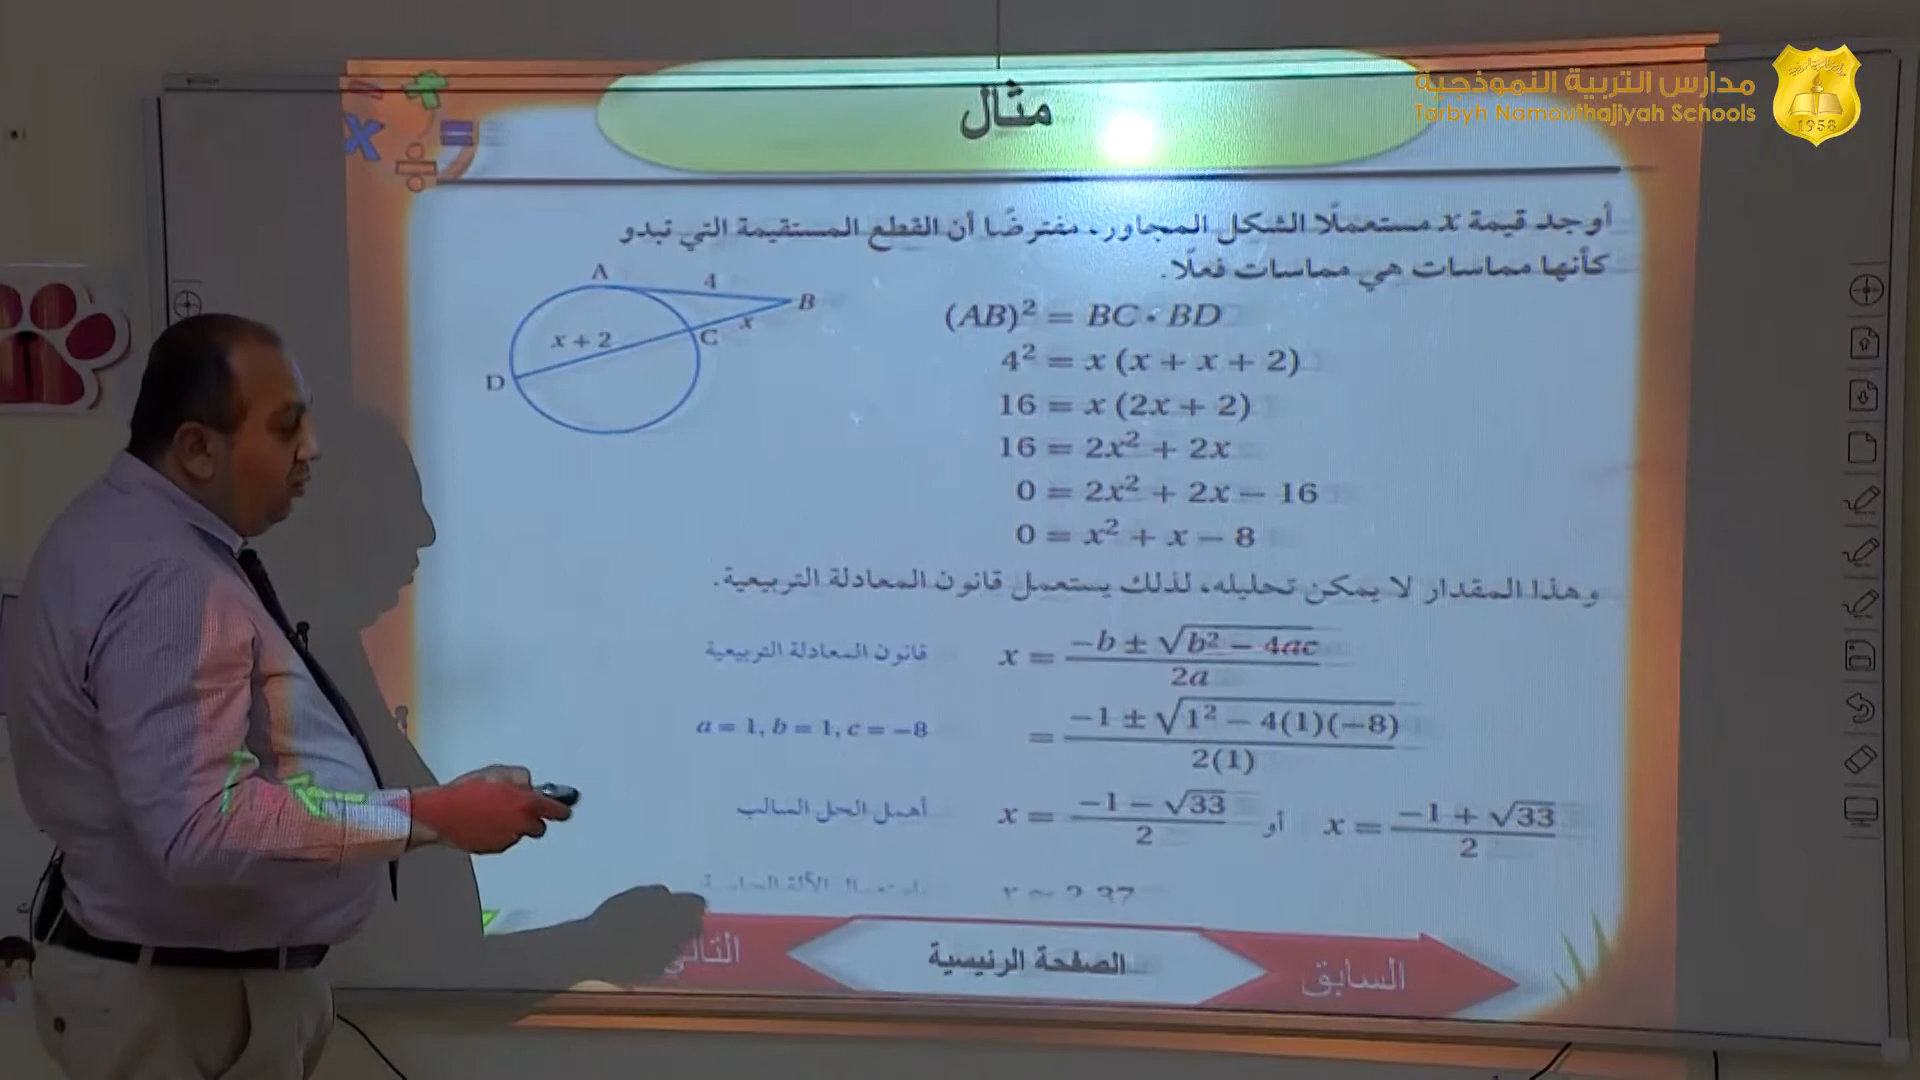 مدارس التربية النموذجية
Tarbyh Namouthajiyah Schools
1958
مثال
أوجد قيمة x مستعملًا الشكل المجاور، مفترضًا أن القطع المستقيمة التي تبدو
كأنها مماسات هي مماسات فعلًا.
A
4
B
x
C
x + 2
D
(AB)² = BC · BD
4² = x (x + x + 2)
16 = x (2x + 2)
16 = 2x² + 2x
0 = 2x² + 2x − 16
0 = x² + x − 8
وهذا المقدار لا يمكن تحليله، لذلك يستعمل قانون المعادلة التربيعية.
قانون المعادلة التربيعية x = (−b ± √(b² − 4ac)) / 2a
a = 1, b = 1, c = −8 = (−1 ± √(1² − 4(1)(−8))) / 2(1)
أهمل الحل السالب x = (−1 − √33) / 2 أو x = (−1 + √33) / 2
x ≈ 2.37
السابق
الصفحة الرئيسية
التالي